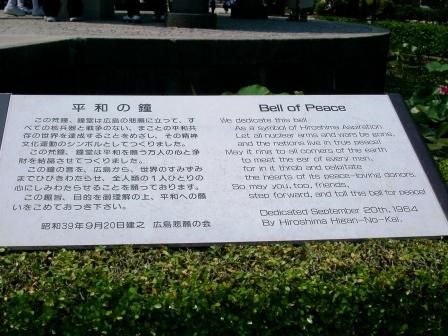 平和の鐘
この梵鐘、鐘堂は広島の悲願に立って、す
べての核兵器と戦争のない、まことの平和共
存の世界を達成することをめざし、その精神
文化運動のシンボルとしてつくりました。
この梵鐘、鐘堂は平和を願う万人の心と浄
財を結晶させてつくりました。
この鐘の音を、広島から、世界のすみずみ
までひびきわたらせ、全人類の1人ひとりの
心にしみわたらせることを願っております。
この趣旨、目的を御理解の上、平和への願
いをこめておつき下さい。
昭和39年9月20日建之 広島悲願の会
Bell of Peace
We dedicate this bell
As a symbol of Hiroshima Aspiration
Let all nuclear arms and wars be gone,
and the nations live in true peace!
May it ring to all corners of the earth
to meet the ear of every man,
for in it throb and palpitate
the hearts of its peace-loving donors.
So may you, too, friends,
step forward, and toll this bell for peace!
Dedicated September 20th, 1964
By Hiroshima Higan-No-Kai.